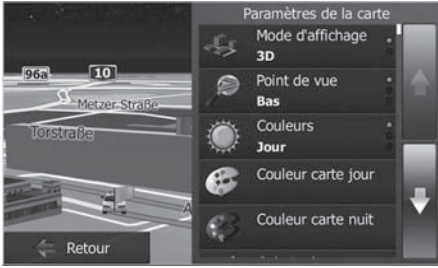 Paramètres de la carte
Mode d'affichage
3D
Point de vue
Bas
Couleurs
Jour
Couleur carte jour
Couleur carte nuit
96a
10
Metzer Straße
Torstraße
A
Retour